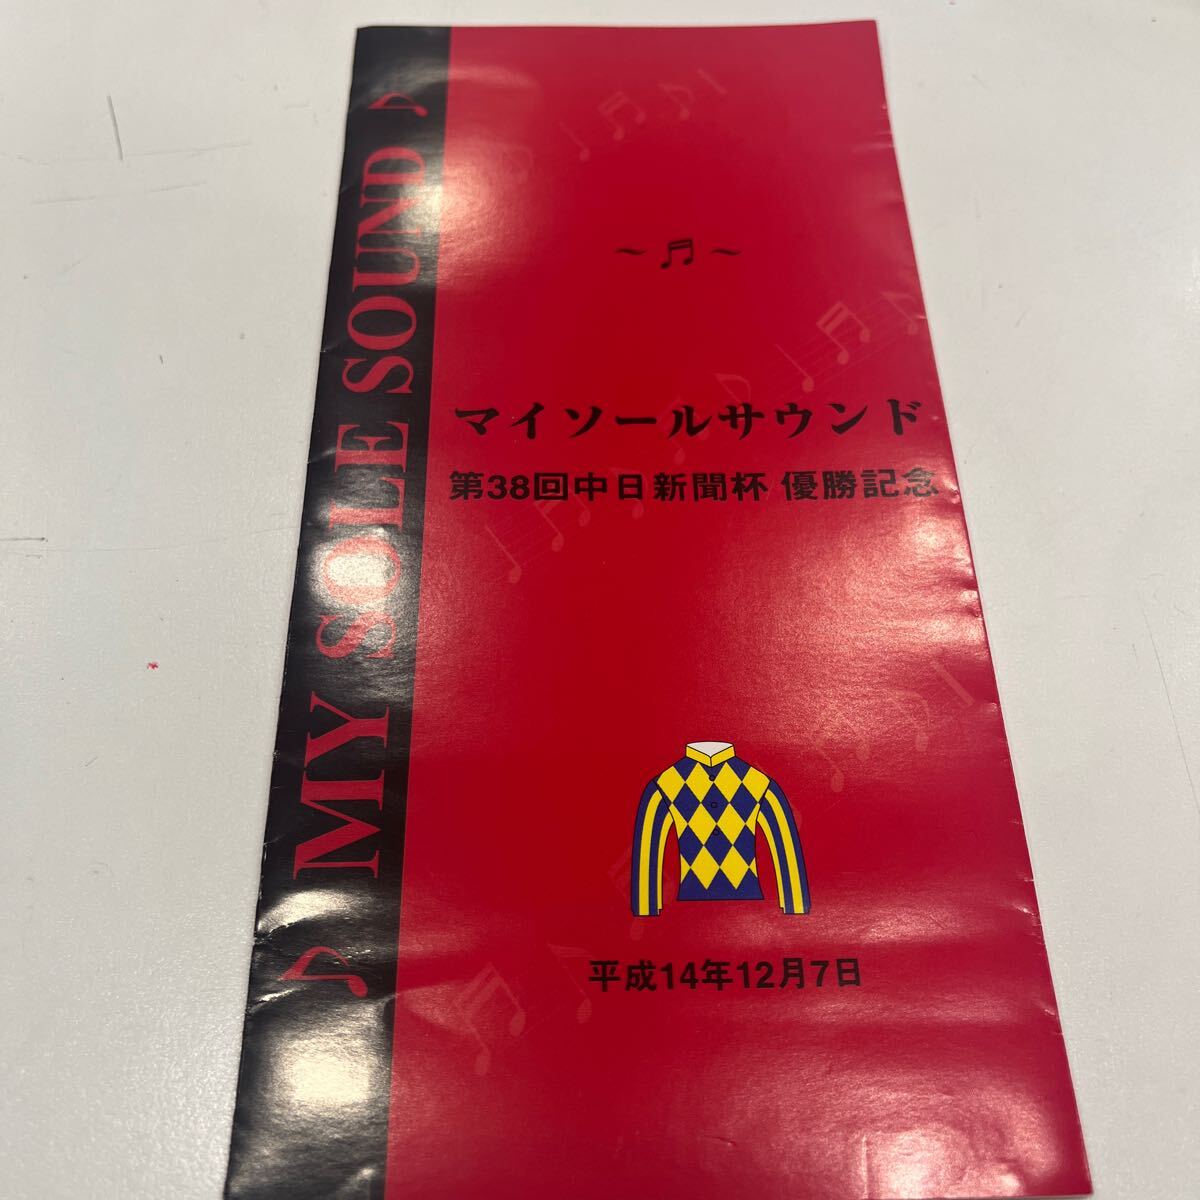 ♪ MY SOLE SOUND ♪
～♬～
マイソールサウンド
第38回中日新聞杯 優勝記念
平成14年12月7日